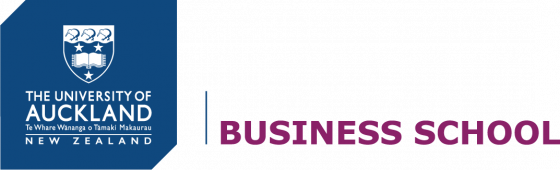 THE UNIVERSITY OF
AUCKLAND
Te Whare Wānanga o Tāmaki Makaurau
NEW ZEALAND
BUSINESS SCHOOL